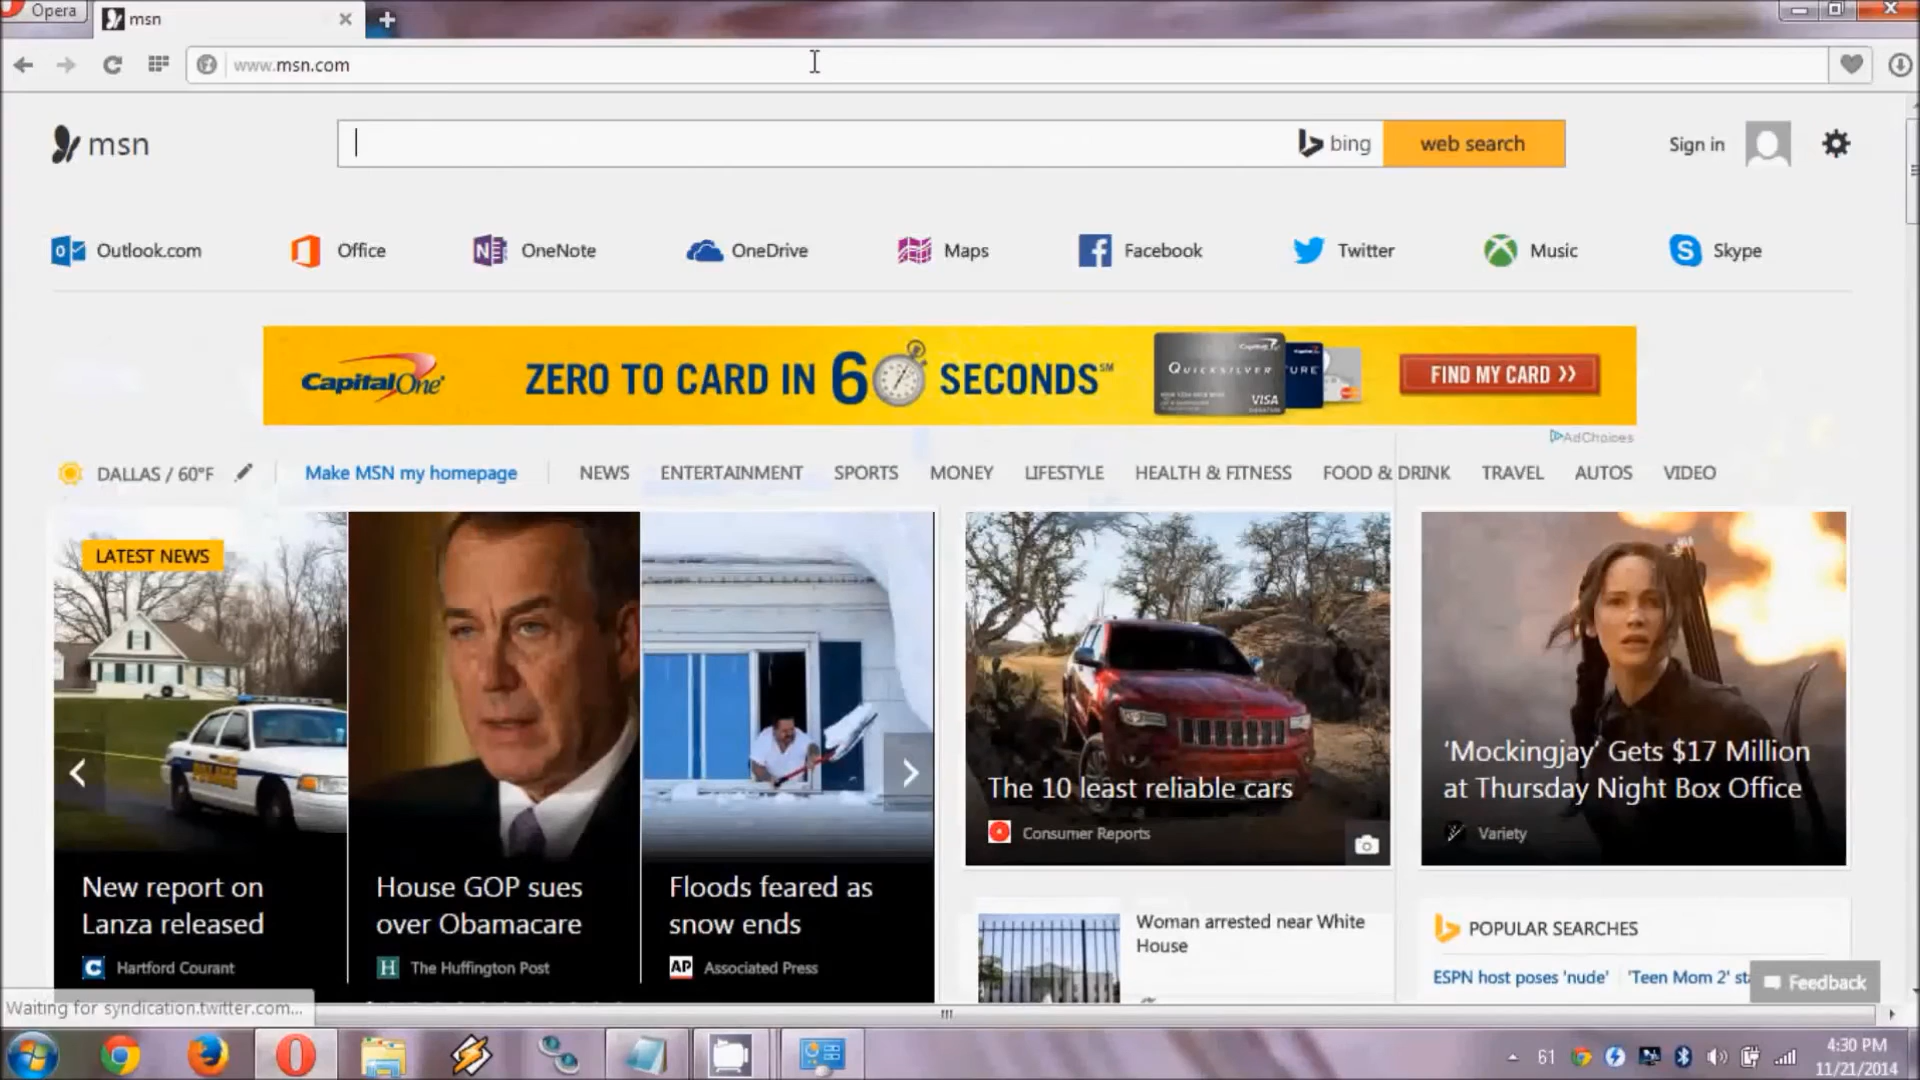 Opera
msn
www.msn.com
msn
bing
web search
Sign in
Outlook.com
Office
OneNote
OneDrive
Maps
Facebook
Twitter
Music
Skype
CapitalOne
ZERO TO CARD IN 60 SECONDS SM
QUICKSILVER
VISA
FIND MY CARD >>
AdChoices
DALLAS / 60°F
Make MSN my homepage
NEWS
ENTERTAINMENT
SPORTS
MONEY
LIFESTYLE
HEALTH & FITNESS
FOOD & DRINK
TRAVEL
AUTOS
VIDEO
LATEST NEWS
POLICE
New report on
Lanza released
Hartford Courant
House GOP sues
over Obamacare
H
The Huffington Post
Floods feared as
snow ends
AP
Associated Press
The 10 least reliable cars
Consumer Reports
‘Mockingjay’ Gets $17 Million
at Thursday Night Box Office
Variety
Woman arrested near White
House
POPULAR SEARCHES
ESPN host poses 'nude'
'Teen Mom 2' sta
Feedback
Waiting for syndication.twitter.com...
61
4:30 PM
11/21/2014